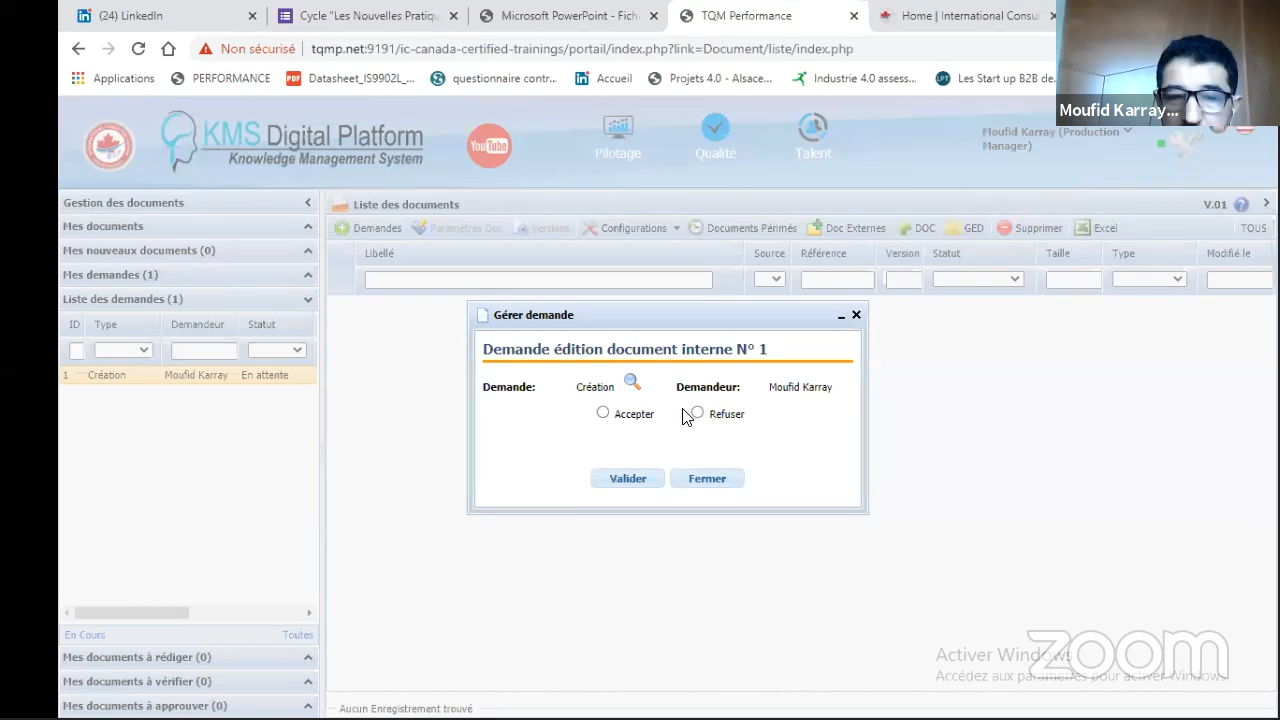 (24) LinkedIn
Cycle "Les Nouvelles Pratiqu
Microsoft PowerPoint - Fich
TQM Performance
Home | International Consu
Non sécurisé
tqmp.net:9191/ic-canada-certified-trainings/portail/index.php?link=Document/liste/index.php
Applications
PERFORMANCE
PDF
Datasheet_IS9902L_...
questionnaire contr...
Accueil
Projets 4.0 - Alsace...
Industrie 4.0 assess...
LPT
Les Start up B2B de
Moufid Karray...
KMS Digital Platform
Knowledge Management System
YouTube
Pilotage
Qualité
Talent
Moufid Karray (Production
Manager)
Gestion des documents
Mes documents
Mes nouveaux documents (0)
Mes demandes (1)
Liste des demandes (1)
ID Type Demandeur Statut
1 Création Moufid Karray En attente
En Cours Toutes
Mes documents à rédiger (0)
Mes documents à vérifier (0)
Mes documents à approuver (0)
Liste des documents
V.01
Demandes Paramètres Doc Versions Configurations Documents Périmés Doc Externes DOC GED Supprimer Excel TOUS
Libellé Source Référence Version Statut Taille Type Modifié le
Gérer demande
Demande édition document interne N° 1
Demande: Création Demandeur: Moufid Karray
Accepter Refuser
Valider Fermer
Activer Windows
Accédez aux paramètres pour activer Windows.
zoom
Aucun Enregistrement trouvé